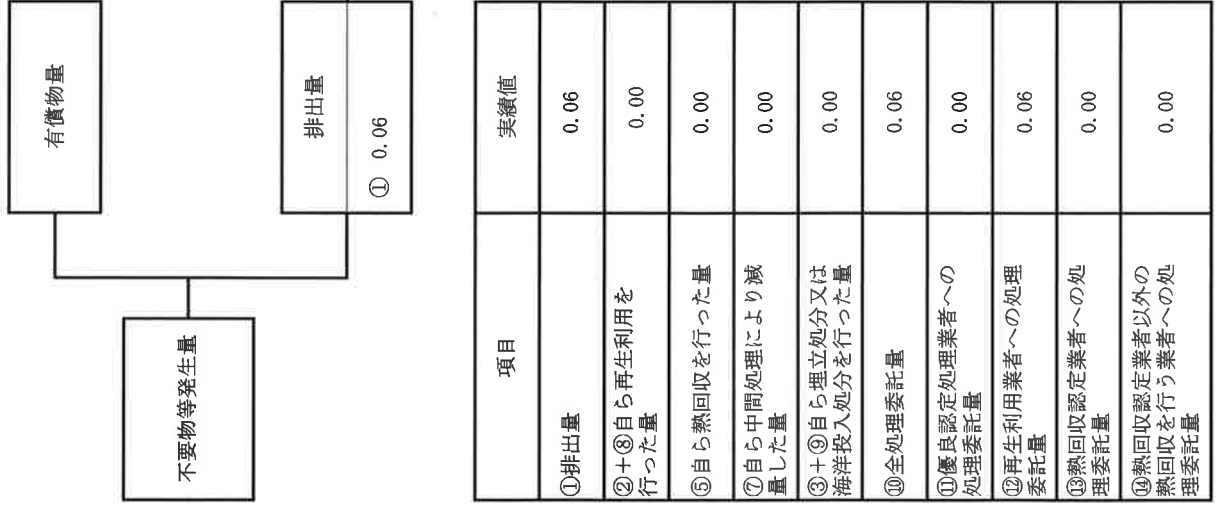 有償物量
不要物等発生量
排出量
① 0.06
項目
実績値
①排出量
0.06
②+⑧自ら再生利用を
行った量
0.00
⑤自ら熱回収を行った量
0.00
⑦自ら中間処理により減
量した量
0.00
③+⑨自ら埋立処分又は
海洋投入処分を行った量
0.00
⑩全処理委託量
0.06
⑪優良認定処理業者への
処理委託量
0.00
⑫再生利用業者への処理
委託量
0.06
⑬熱回収認定業者への処
理委託量
0.00
⑭熱回収認定業者以外の
熱回収を行う業者への処
理委託量
0.00